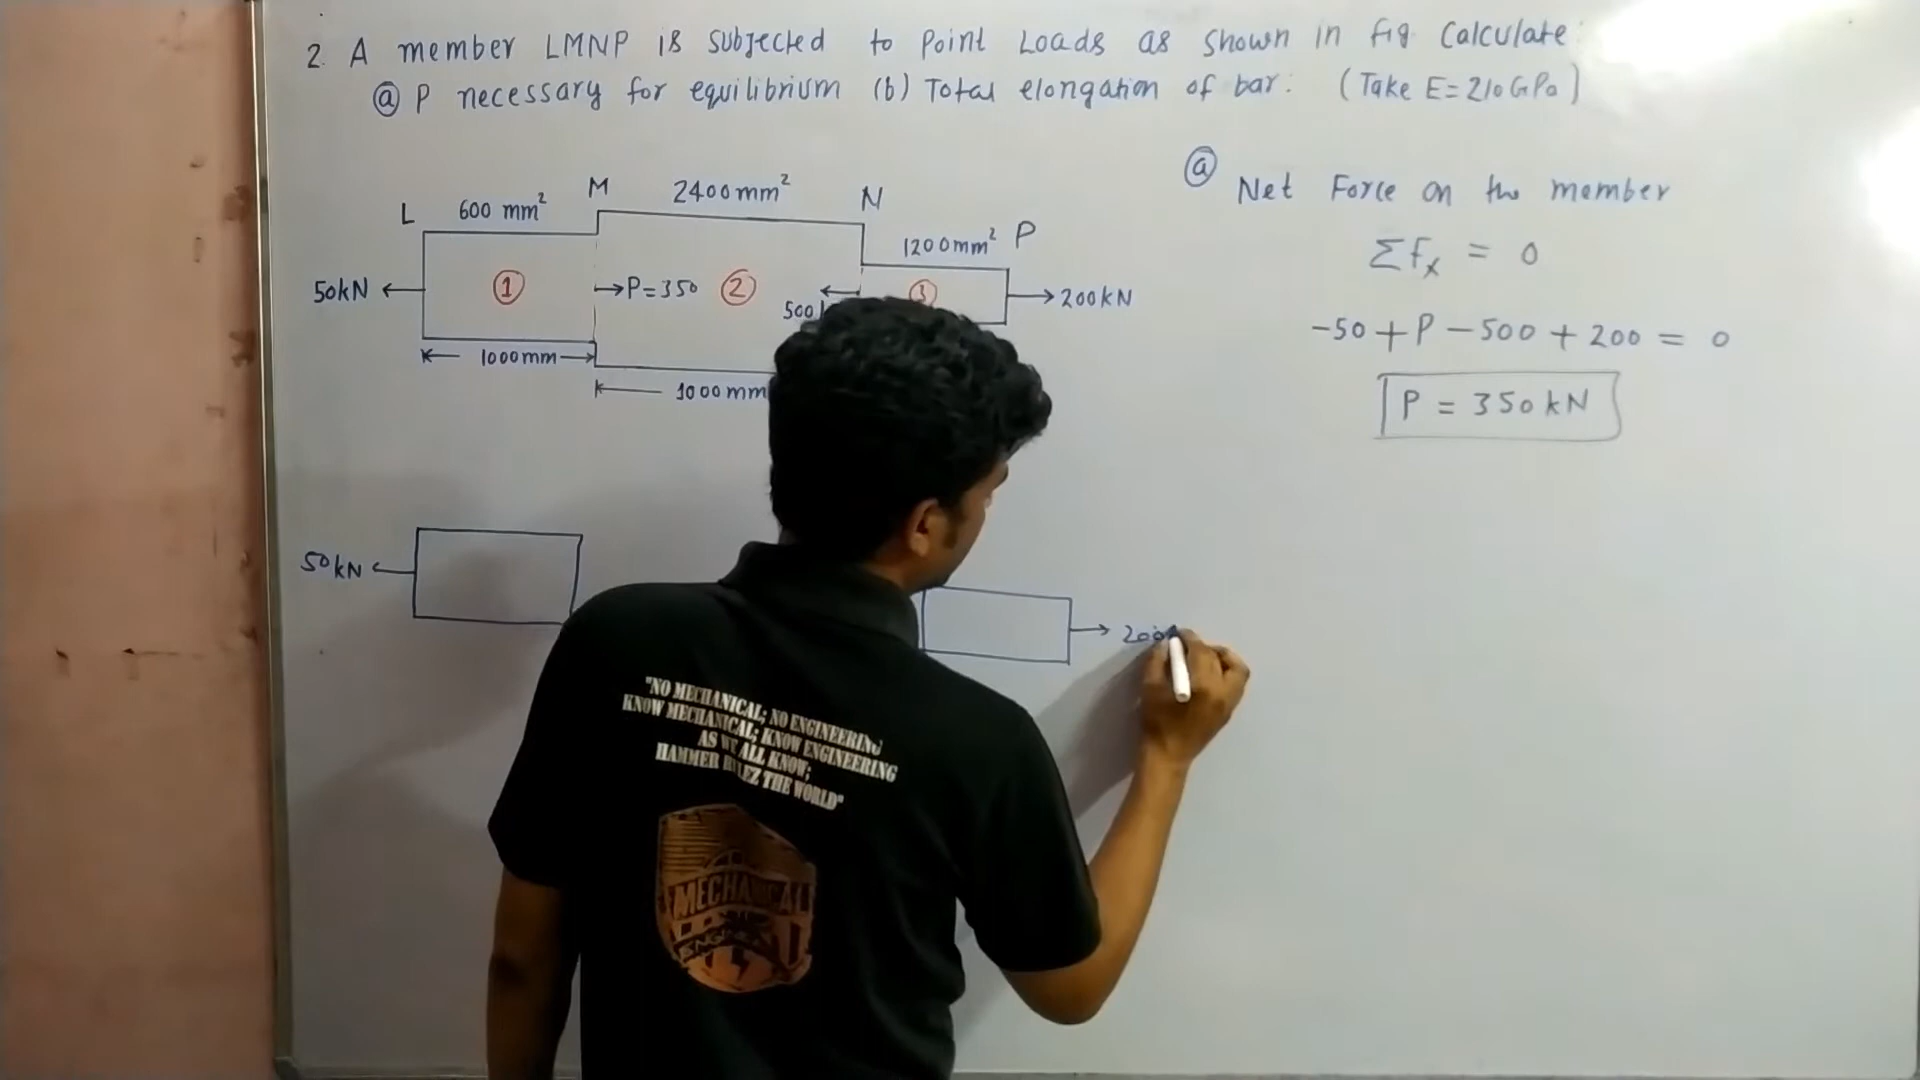 2. A member LMNP is subjected to Point Loads as shown in fig Calculate:
(a) P necessary for equilibrium (b) Total elongation of bar: (Take E=210GPa)
L 600 mm² M 2400mm² N 1200mm² P
50kN ① →P=350 ② 500 ③ 200kN
1000mm
1000mm
(a) Net Force on the member
Σfx = 0
-50+P-500+200 = 0
P = 350kN
50kN
200
"NO MECHANICAL; NO ENGINEERING
KNOW MECHANICAL; KNOW ENGINEERING
AS WE ALL KNOW;
HAMMER RULEZ THE WORLD"
MECHANICAL